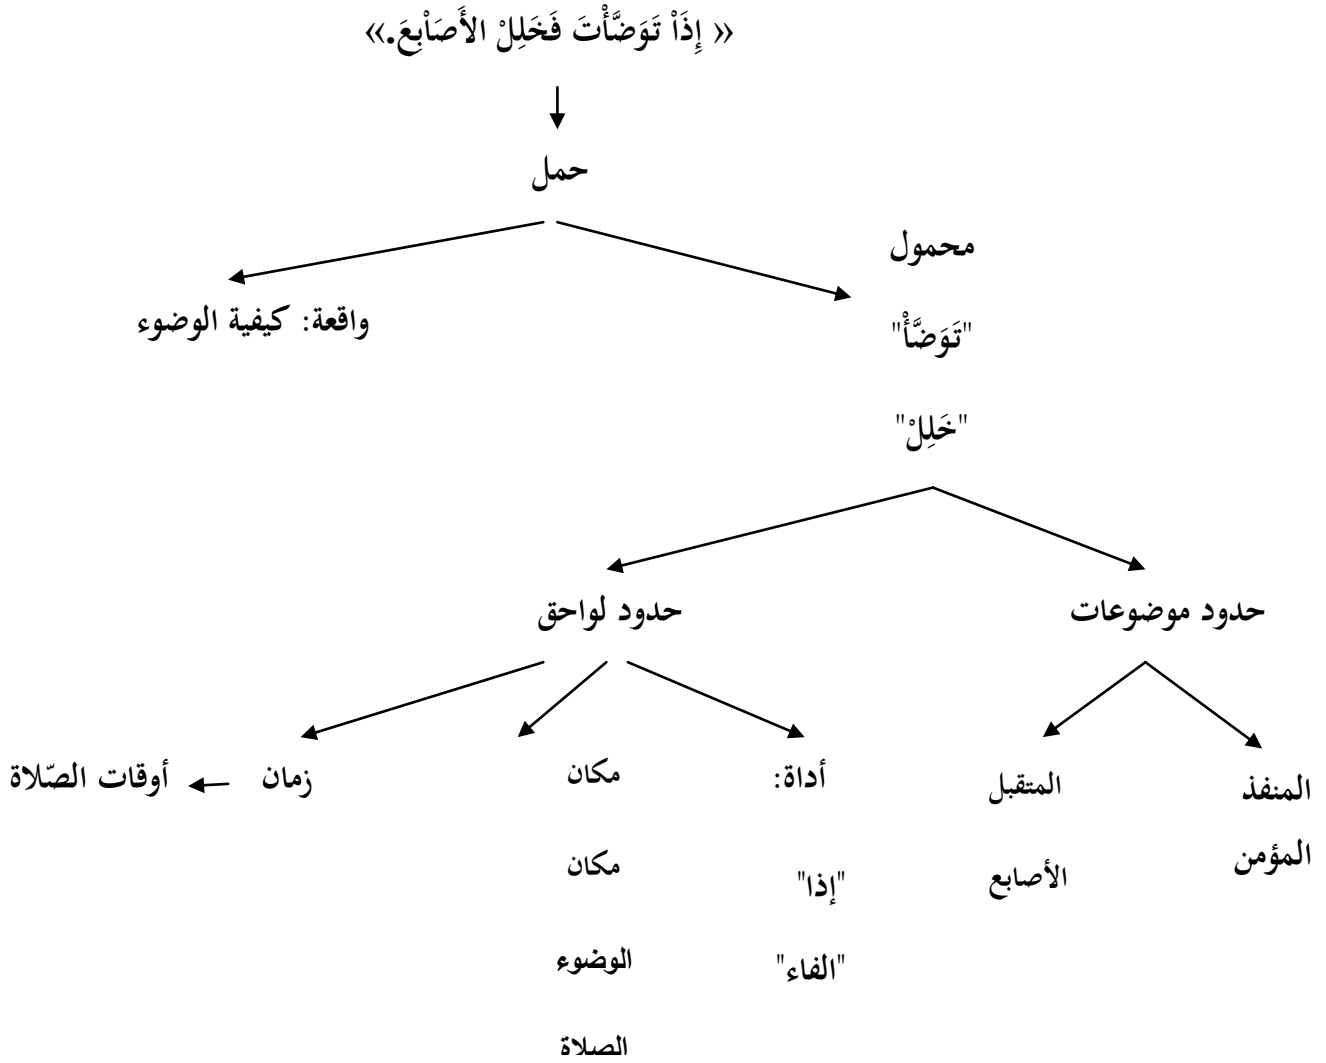 « إِذَاْ تَوَضَّأْتَ فَخَلِلْ الأَصَاْبِعَ.»
حمل
محمول
واقعة: كيفية الوضوء
"تَوَضَّأْ"
"خَلِلْ"
حدود موضوعات
حدود لواحق
المنفذ
المتقبل
أداة:
مكان
زمان
أوقات الصّلاة
المؤمن
الأصابع
"إذا"
مكان
"الفاء"
الوضوء
الصلاة